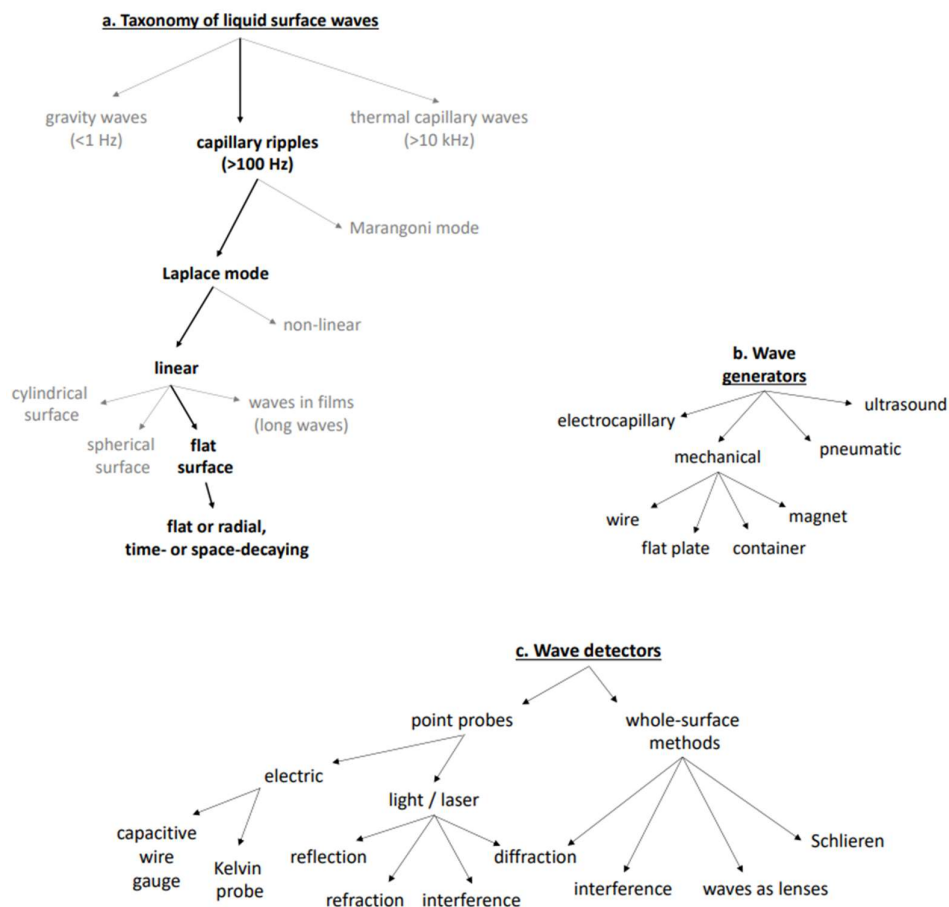 a. Taxonomy of liquid surface waves
gravity waves
(<1 Hz)
thermal capillary waves
(>10 kHz)
capillary ripples
(>100 Hz)
Marangoni mode
Laplace mode
non-linear
linear
cylindrical
surface
waves in films
(long waves)
spherical
surface
flat
surface
flat or radial,
time- or space-decaying
b. Wave
generators
electrocapillary
ultrasound
mechanical
pneumatic
wire
magnet
flat plate
container
c. Wave detectors
point probes
whole-surface
methods
electric
light / laser
capacitive
wire
gauge
Kelvin
probe
reflection
diffraction
Schlieren
refraction
interference
interference
waves as lenses